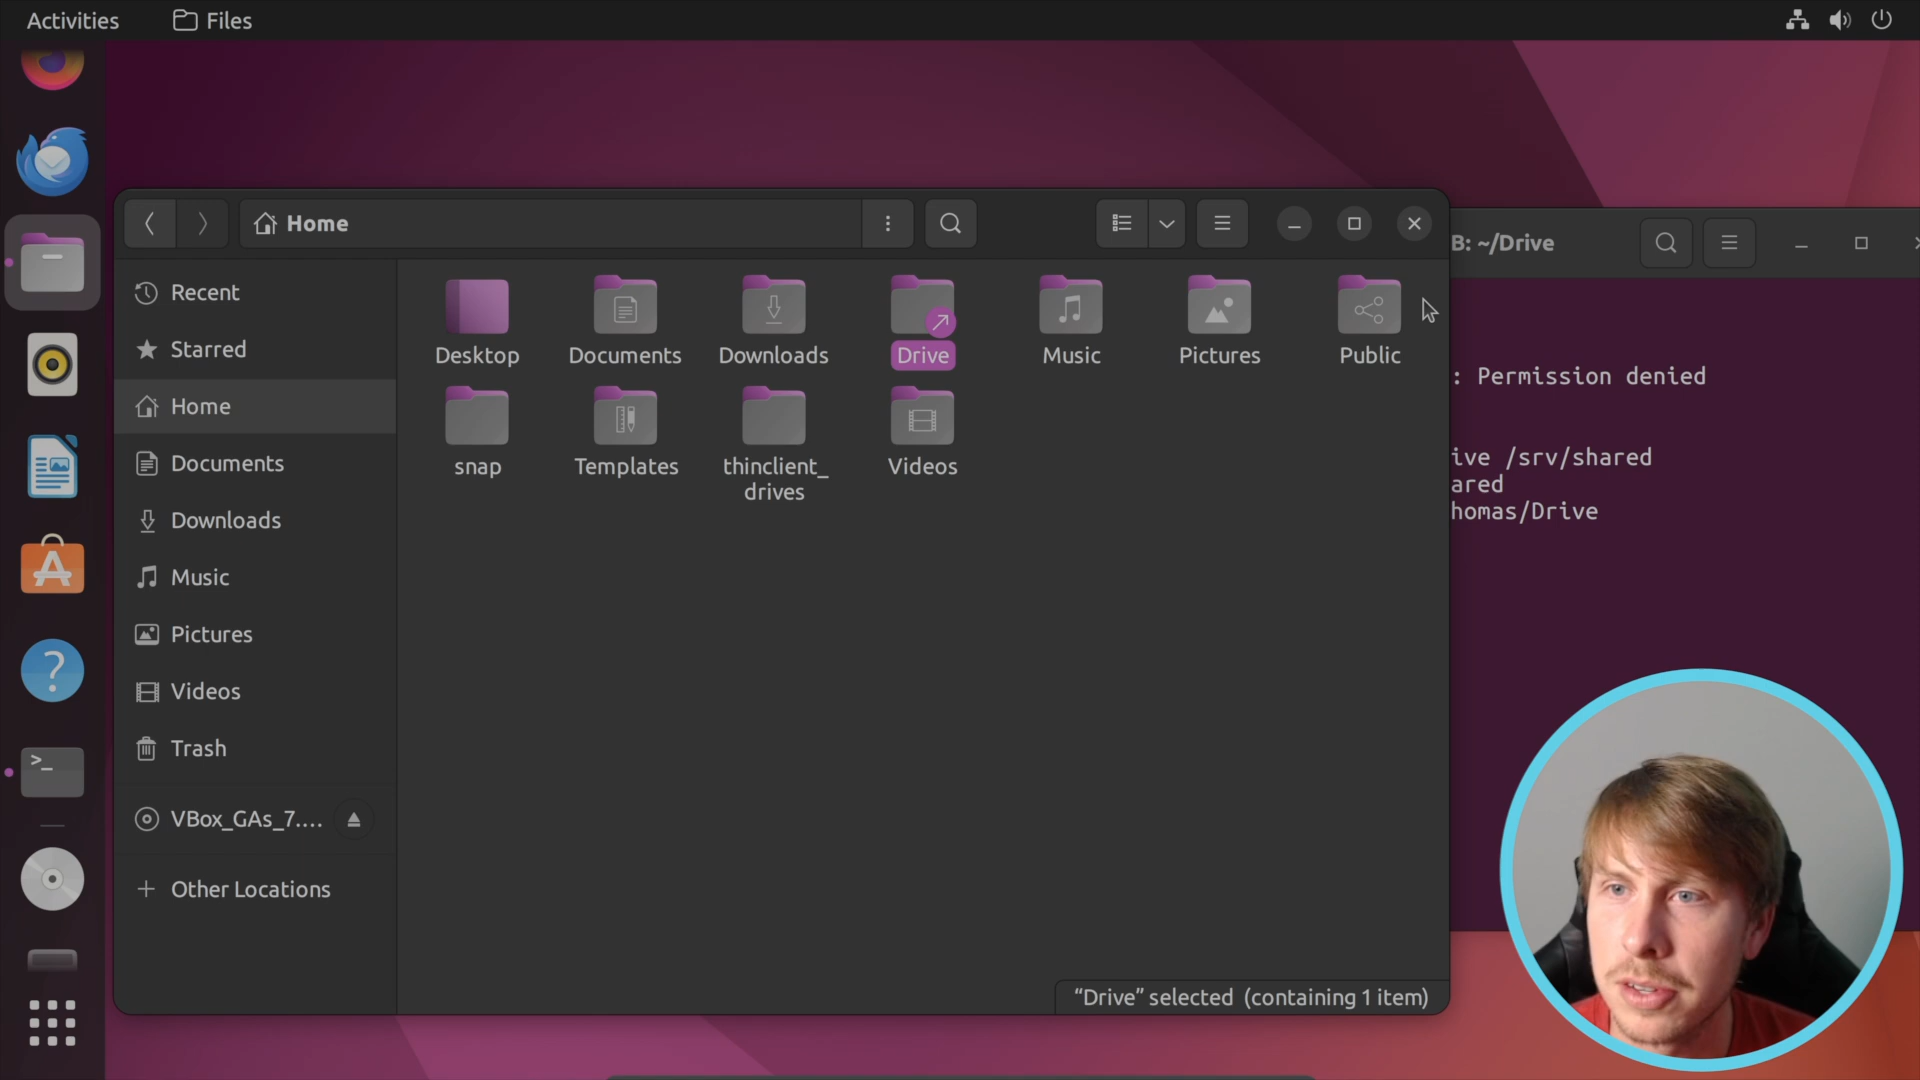 Activities
Files
Home
B: ~/Drive
Recent
Starred
Home
Documents
Downloads
Music
Pictures
Videos
Trash
VBox_GAs_7....
Other Locations
Desktop
Documents
Downloads
Drive
Music
Pictures
Public
snap
Templates
thinclient_
drives
Videos
: Permission denied
ive /srv/shared
ared
homas/Drive
“Drive” selected (containing 1 item)